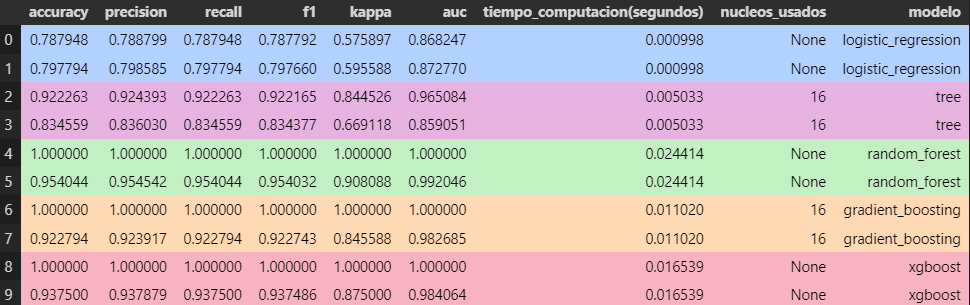 accuracy precision recall f1 kappa auc tiempo_computacion(segundos) nucleos_usados modelo
0 0.787948 0.788799 0.787948 0.787792 0.575897 0.868247 0.000998 None logistic_regression
1 0.797794 0.798585 0.797794 0.797660 0.595588 0.872770 0.000998 None logistic_regression
2 0.922263 0.924393 0.922263 0.922165 0.844526 0.965084 0.005033 16 tree
3 0.834559 0.836030 0.834559 0.834377 0.669118 0.859051 0.005033 16 tree
4 1.000000 1.000000 1.000000 1.000000 1.000000 1.000000 0.024414 None random_forest
5 0.954044 0.954542 0.954044 0.954032 0.908088 0.992046 0.024414 None random_forest
6 1.000000 1.000000 1.000000 1.000000 1.000000 1.000000 0.011020 16 gradient_boosting
7 0.922794 0.923917 0.922794 0.922743 0.845588 0.982685 0.011020 16 gradient_boosting
8 1.000000 1.000000 1.000000 1.000000 1.000000 1.000000 0.016539 None xgboost
9 0.937500 0.937879 0.937500 0.937486 0.875000 0.984064 0.016539 None xgboost